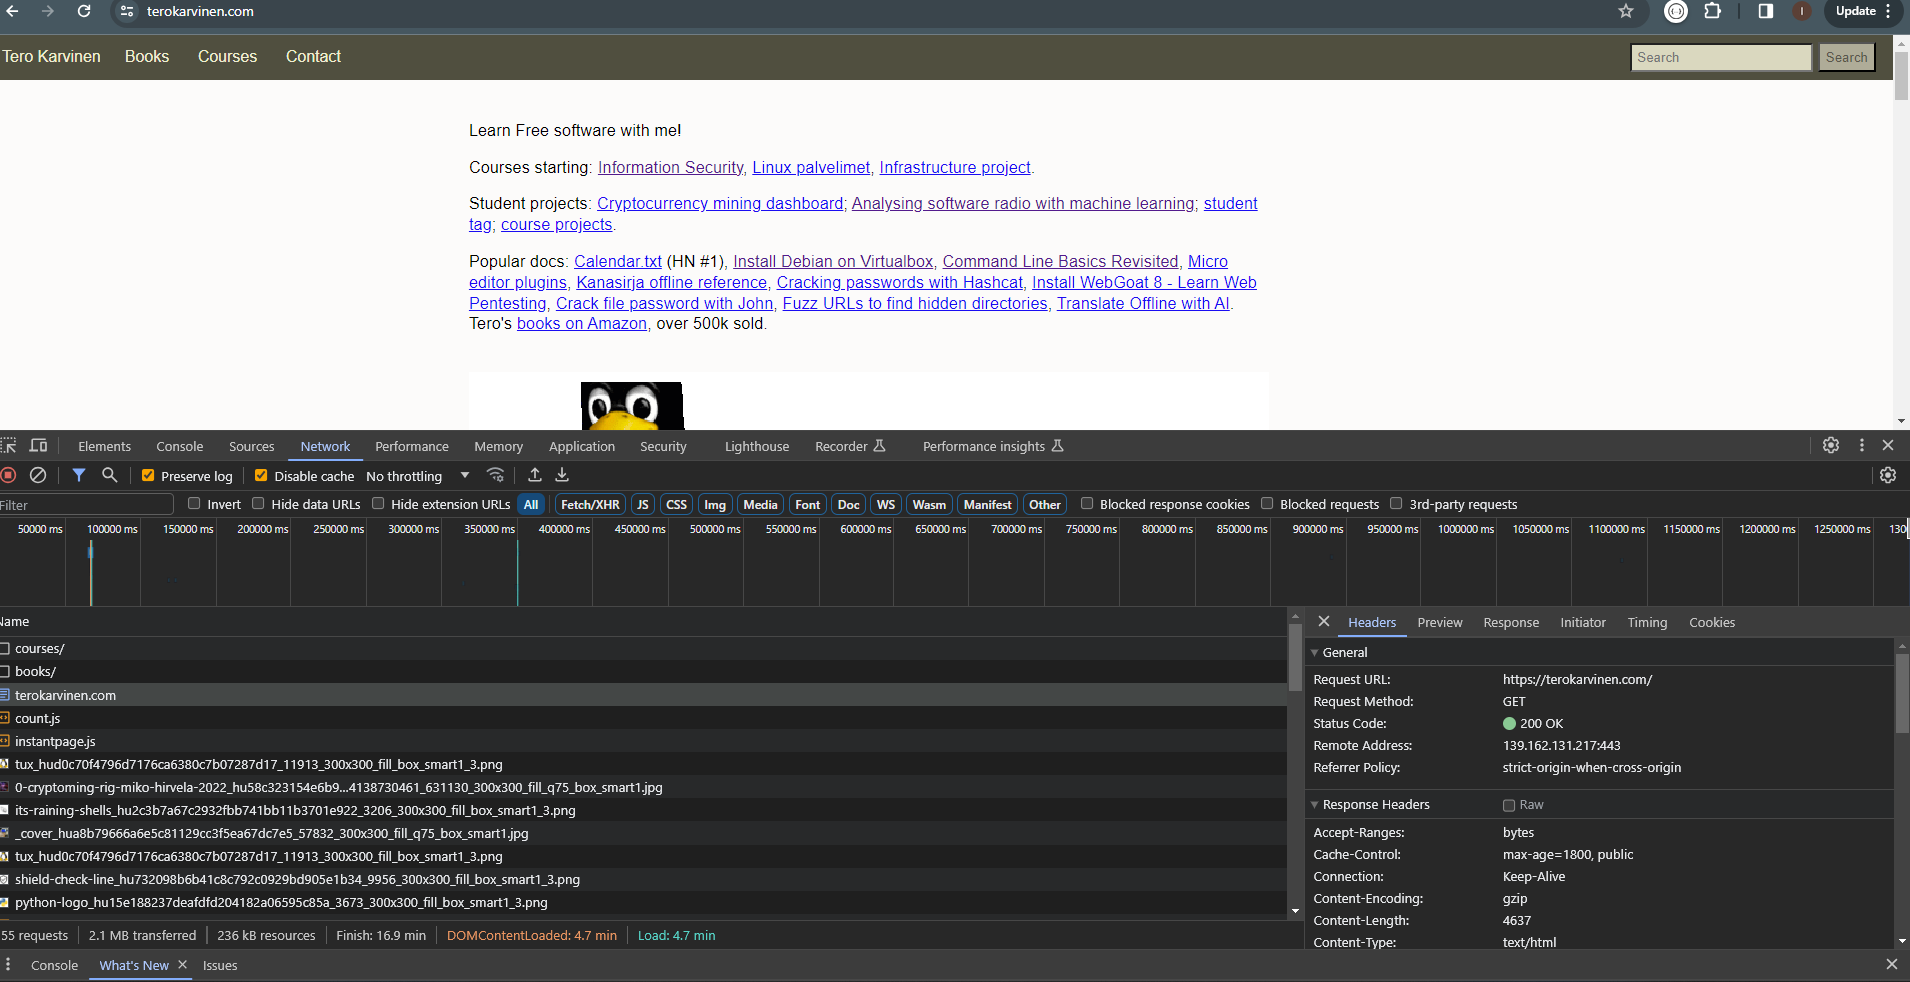 terokarvinen.com
Update
Tero Karvinen Books Courses Contact Search Search
Learn Free software with me!
Courses starting: Information Security, Linux palvelimet, Infrastructure project.
Student projects: Cryptocurrency mining dashboard; Analysing software radio with machine learning; student
tag; course projects.
Popular docs: Calendar.txt (HN #1), Install Debian on Virtualbox, Command Line Basics Revisited, Micro
editor plugins, Kanasirja offline reference, Cracking passwords with Hashcat, Install WebGoat 8 - Learn Web
Pentesting, Crack file password with John, Fuzz URLs to find hidden directories, Translate Offline with AI.
Tero's books on Amazon, over 500k sold.
Elements Console Sources Network Performance Memory Application Security Lighthouse Recorder Performance insights
Preserve log Disable cache No throttling
Filter Invert Hide data URLs Hide extension URLs All Fetch/XHR JS CSS Img Media Font Doc WS Wasm Manifest Other Blocked response cookies Blocked requests 3rd-party requests
50000 ms 100000 ms 150000 ms 200000 ms 250000 ms 300000 ms 350000 ms 400000 ms 450000 ms 500000 ms 550000 ms 600000 ms 650000 ms 700000 ms 750000 ms 800000 ms 850000 ms 900000 ms 950000 ms 1000000 ms 1050000 ms 1100000 ms 1150000 ms 1200000 ms 1250000 ms 130
Name
courses/
books/
terokarvinen.com
count.js
instantpage.js
tux_hud0c70f4796d7176ca6380c7b07287d17_11913_300x300_fill_box_smart1_3.png
0-cryptoming-rig-miko-hirvela-2022_hu58c323154e6b9...4138730461_631130_300x300_fill_q75_box_smart1.jpg
its-raining-shells_hu2c3b7a67c2932fbb741bb11b3701e922_3206_300x300_fill_box_smart1_3.png
_cover_hua8b79666a6e5c81129cc3f5ea67dc7e5_57832_300x300_fill_q75_box_smart1.jpg
tux_hud0c70f4796d7176ca6380c7b07287d17_11913_300x300_fill_box_smart1_3.png
shield-check-line_hu732098b6b41c8c792c0929bd905e1b34_9956_300x300_fill_box_smart1_3.png
python-logo_hu15e188237deafdfd204182a06595c85a_3673_300x300_fill_box_smart1_3.png
Headers Preview Response Initiator Timing Cookies
General
Request URL: https://terokarvinen.com/
Request Method: GET
Status Code: 200 OK
Remote Address: 139.162.131.217:443
Referrer Policy: strict-origin-when-cross-origin
Response Headers Raw
Accept-Ranges: bytes
Cache-Control: max-age=1800, public
Connection: Keep-Alive
Content-Encoding: gzip
Content-Length: 4637
Content-Type: text/html
55 requests 2.1 MB transferred 236 kB resources Finish: 16.9 min DOMContentLoaded: 4.7 min Load: 4.7 min
Console What's New Issues